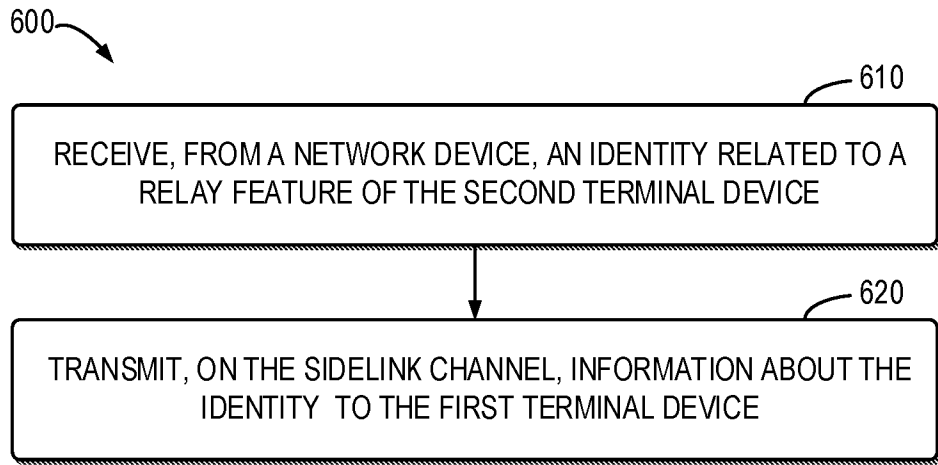 600
610
RECEIVE, FROM A NETWORK DEVICE, AN IDENTITY RELATED TO A
RELAY FEATURE OF THE SECOND TERMINAL DEVICE
620
TRANSMIT, ON THE SIDELINK CHANNEL, INFORMATION ABOUT THE
IDENTITY TO THE FIRST TERMINAL DEVICE